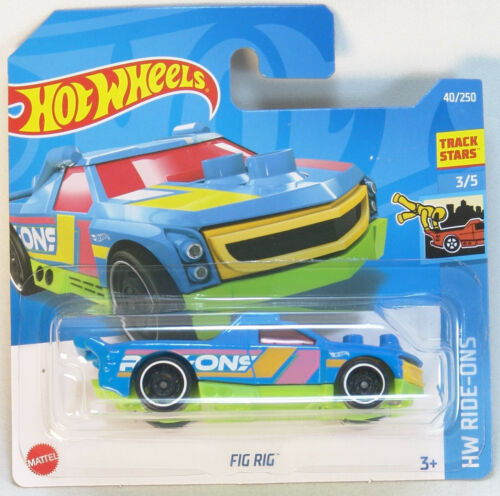 HOT WHEELS
40/250
TRACK
STARS
3/5
HW RIDE-ONS
FIG RIG
MATTEL
3+